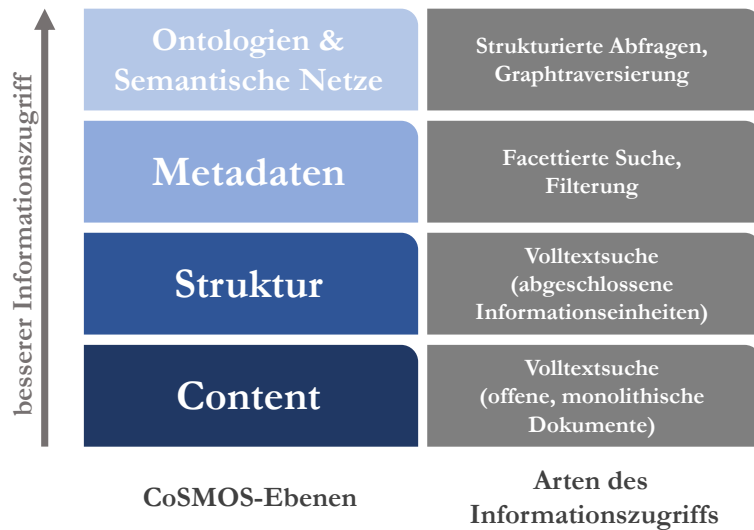 besserer Informationszugriff
Ontologien &
Semantische Netze
Strukturierte Abfragen,
Graphtraversierung
Metadaten
Facettierte Suche,
Filterung
Struktur
Volltextsuche
(abgeschlossene
Informationseinheiten)
Content
Volltextsuche
(offene, monolithische
Dokumente)
CoSMOS-Ebenen
Arten des
Informationszugriffs